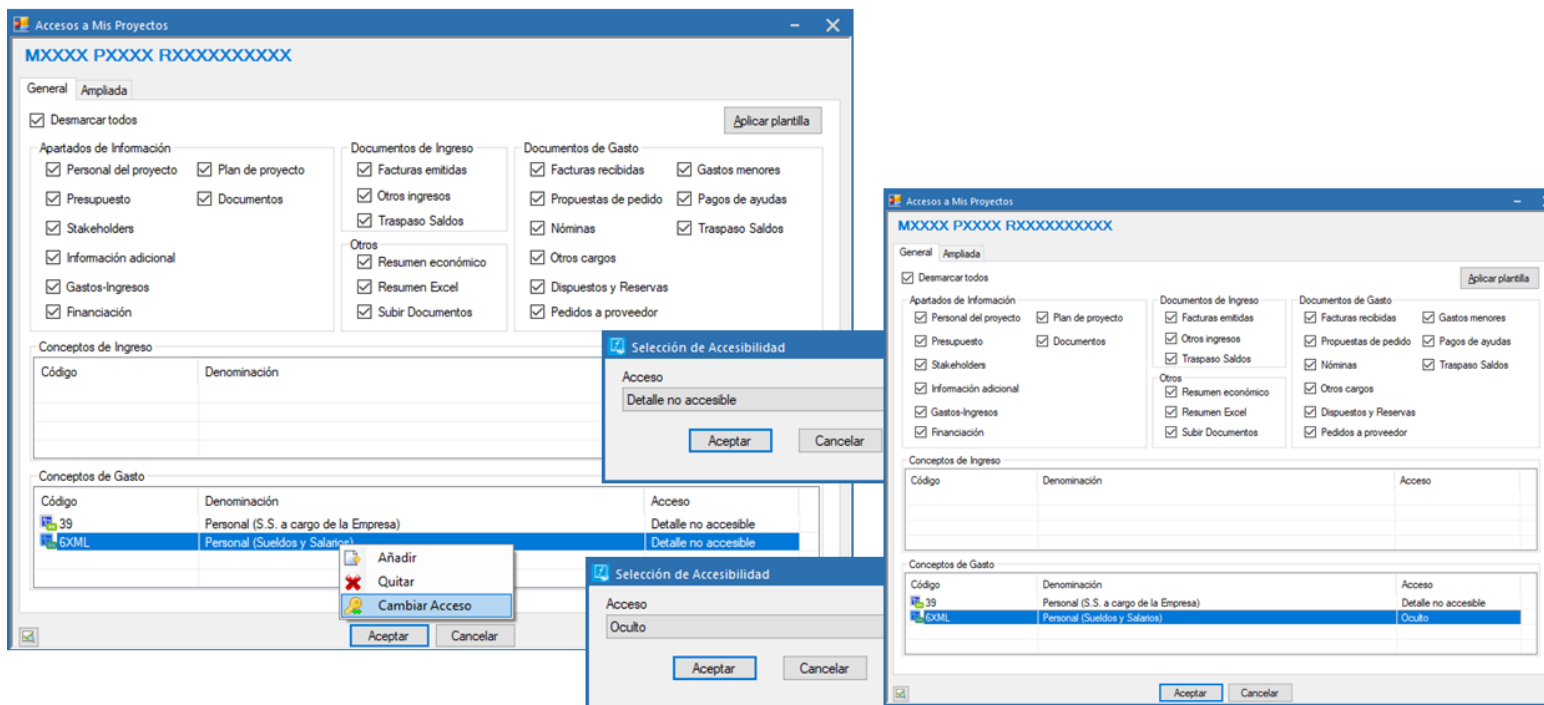 Accesos a Mis Proyectos
MXXXX PXXXX RXXXXXXXXXX
General Ampliada
Desmarcar todos Aplicar plantilla
Apartados de Información Documentos de Ingreso Documentos de Gasto
Personal del proyecto Plan de proyecto Facturas emitidas Facturas recibidas Gastos menores
Presupuesto Documentos Otros ingresos Propuestas de pedido Pagos de ayudas
Stakeholders Traspaso Saldos Nóminas Traspaso Saldos
Otros
Información adicional Resumen económico Otros cargos
Gastos-Ingresos Resumen Excel Dispuestos y Reservas
Financiación Subir Documentos Pedidos a proveedor
Conceptos de Ingreso
Código Denominación
Conceptos de Gasto
Código Denominación Acceso
39 Personal (S.S. a cargo de la Empresa) Detalle no accesible
6XML Personal (Sueldos y Salarios) Detalle no accesible
Añadir
Quitar
Cambiar Acceso
Aceptar Cancelar
Selección de Accesibilidad
Acceso
Detalle no accesible
Aceptar Cancelar
Selección de Accesibilidad
Acceso
Oculto
Aceptar Cancelar
Accesos a Mis Proyectos
MXXXX PXXXX RXXXXXXXXXX
General Ampliada
Desmarcar todos Aplicar plantilla
Apartados de Información Documentos de Ingreso Documentos de Gasto
Personal del proyecto Plan de proyecto Facturas emitidas Facturas recibidas Gastos menores
Presupuesto Documentos Otros ingresos Propuestas de pedido Pagos de ayudas
Stakeholders Traspaso Saldos Nóminas Traspaso Saldos
Otros
Información adicional Resumen económico Otros cargos
Gastos-Ingresos Resumen Excel Dispuestos y Reservas
Financiación Subir Documentos Pedidos a proveedor
Conceptos de Ingreso
Código Denominación Acceso
Conceptos de Gasto
Código Denominación Acceso
39 Personal (S.S. a cargo de la Empresa) Detalle no accesible
6XML Personal (Sueldos y Salarios) Oculto
Aceptar Cancelar